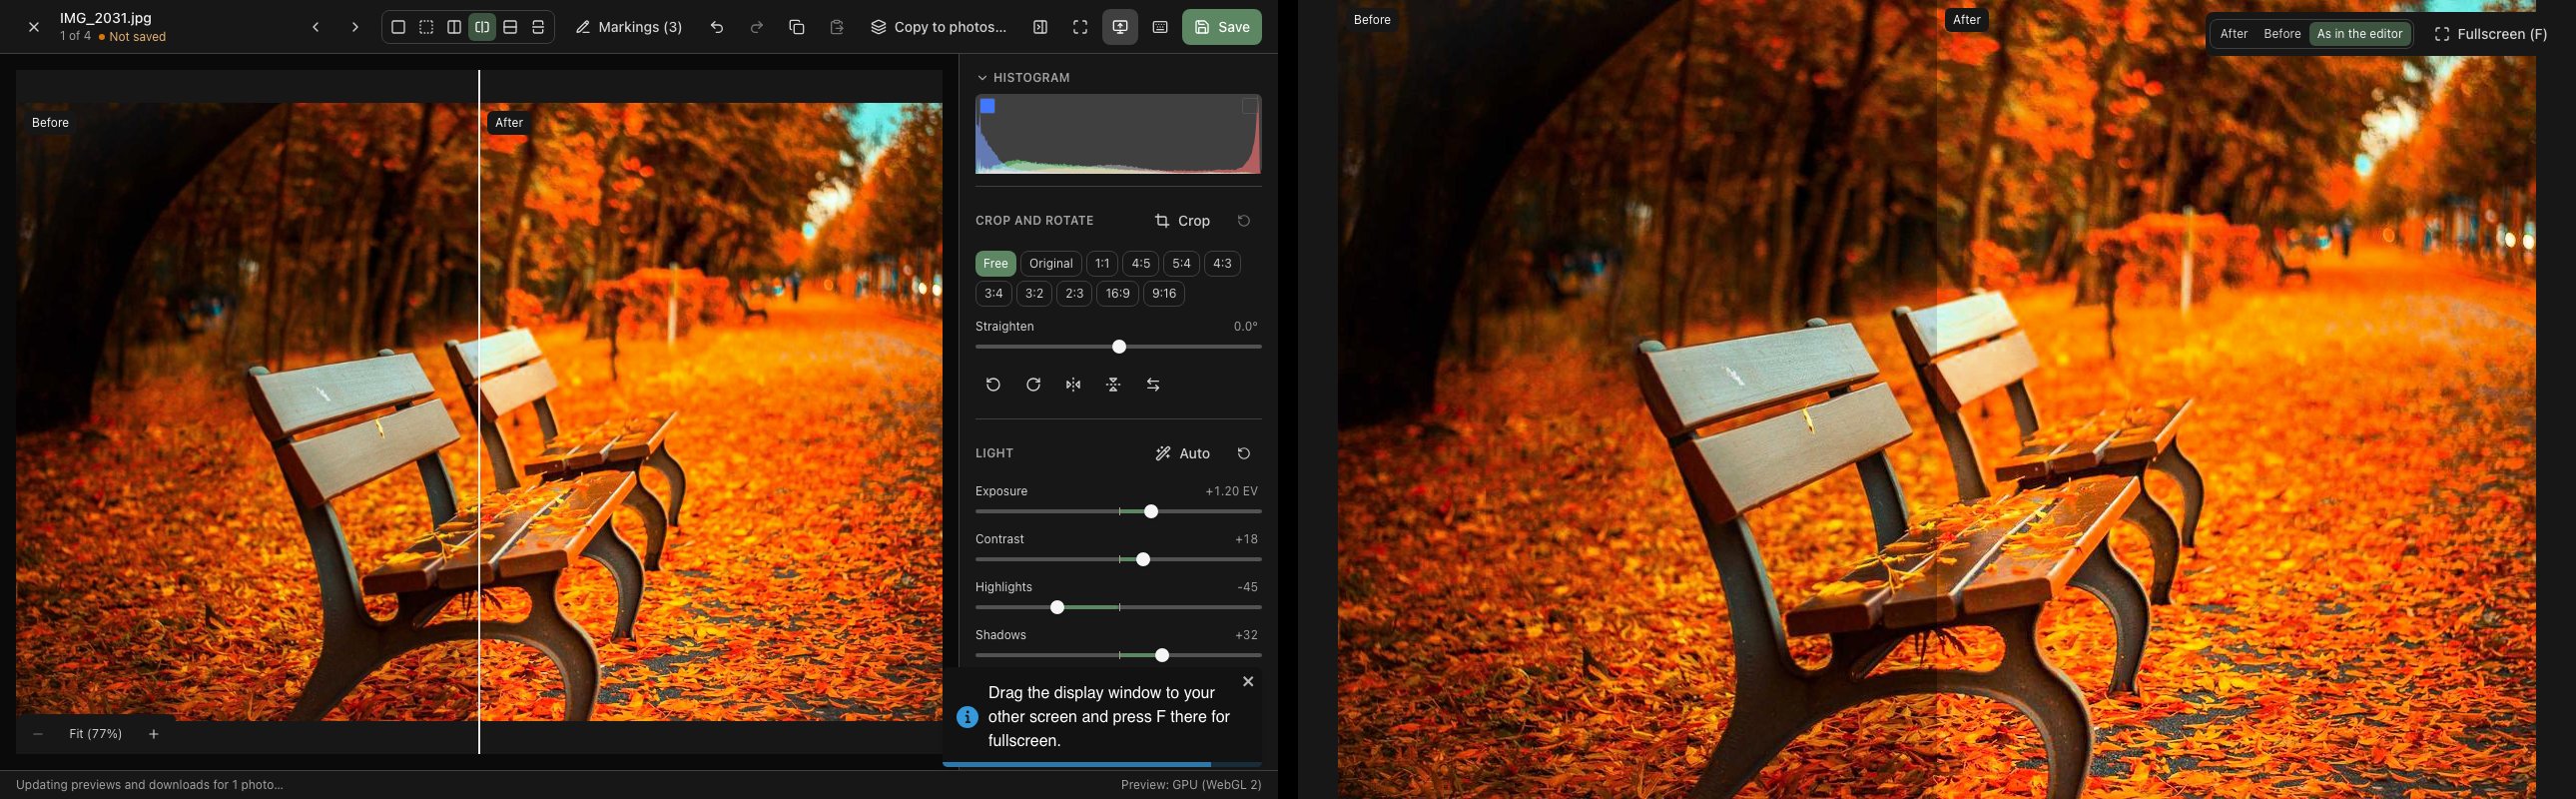 IMG_2031.jpg
1 of 4 • Not saved
Markings (3)
Copy to photos...
Save
Before
After
Fit (77%)
Updating previews and downloads for 1 photo...
HISTOGRAM
CROP AND ROTATE
Crop
Free Original 1:1 4:5 5:4 4:3
3:4 3:2 2:3 16:9 9:16
Straighten 0.0°
LIGHT
Auto
Exposure +1.20 EV
Contrast +18
Highlights -45
Shadows +32
Drag the display window to your
other screen and press F there for
fullscreen.
Preview: GPU (WebGL 2)
Before
After
After Before As in the editor
Fullscreen (F)